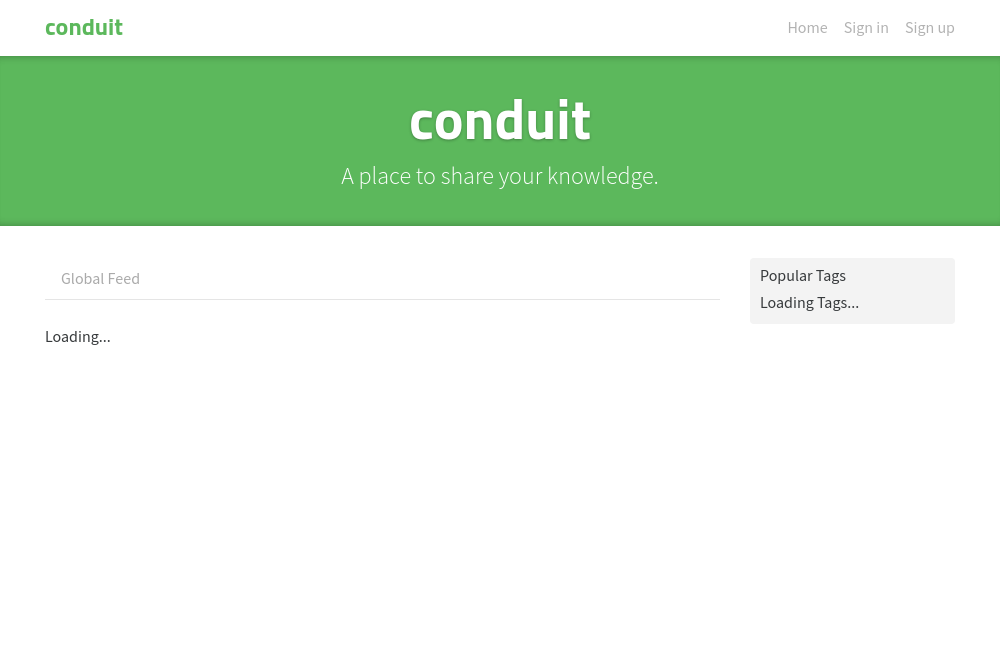 conduit
Home Sign in Sign up
conduit
A place to share your knowledge.
Global Feed
Loading...
Popular Tags
Loading Tags...